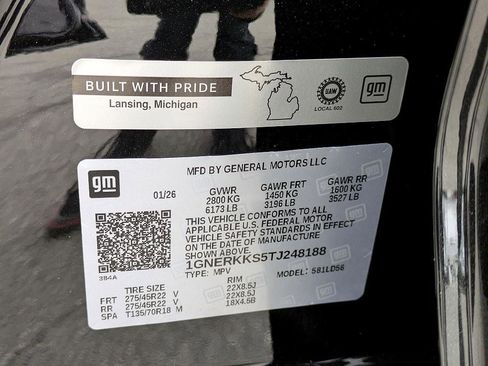 BUILT WITH PRIDE
Lansing, Michigan
UAW
LOCAL 602
gm
gm
MFD BY GENERAL MOTORS LLC
01/26 GVWR GAWR FRT GAWR RR
2800 KG 1450 KG 1600 KG
6173 LB 3196 LB 3527 LB
THIS VEHICLE CONFORMS TO ALL
APPLICABLE U.S. FEDERAL MOTOR
VEHICLE SAFETY STANDARDS IN EFFECT
ON THE DATE OF MANUFACTURE
SHOWN ABOVE.
1GNERKKS5TJ248188
TYPE: MPV MODEL: 581LD56
384A
TIRE SIZE RIM
FRT 275/45R22 V 22X8.5J
RR 275/45R22 V 22X8.5J
SPA T135/70R18 M 18X4.5B